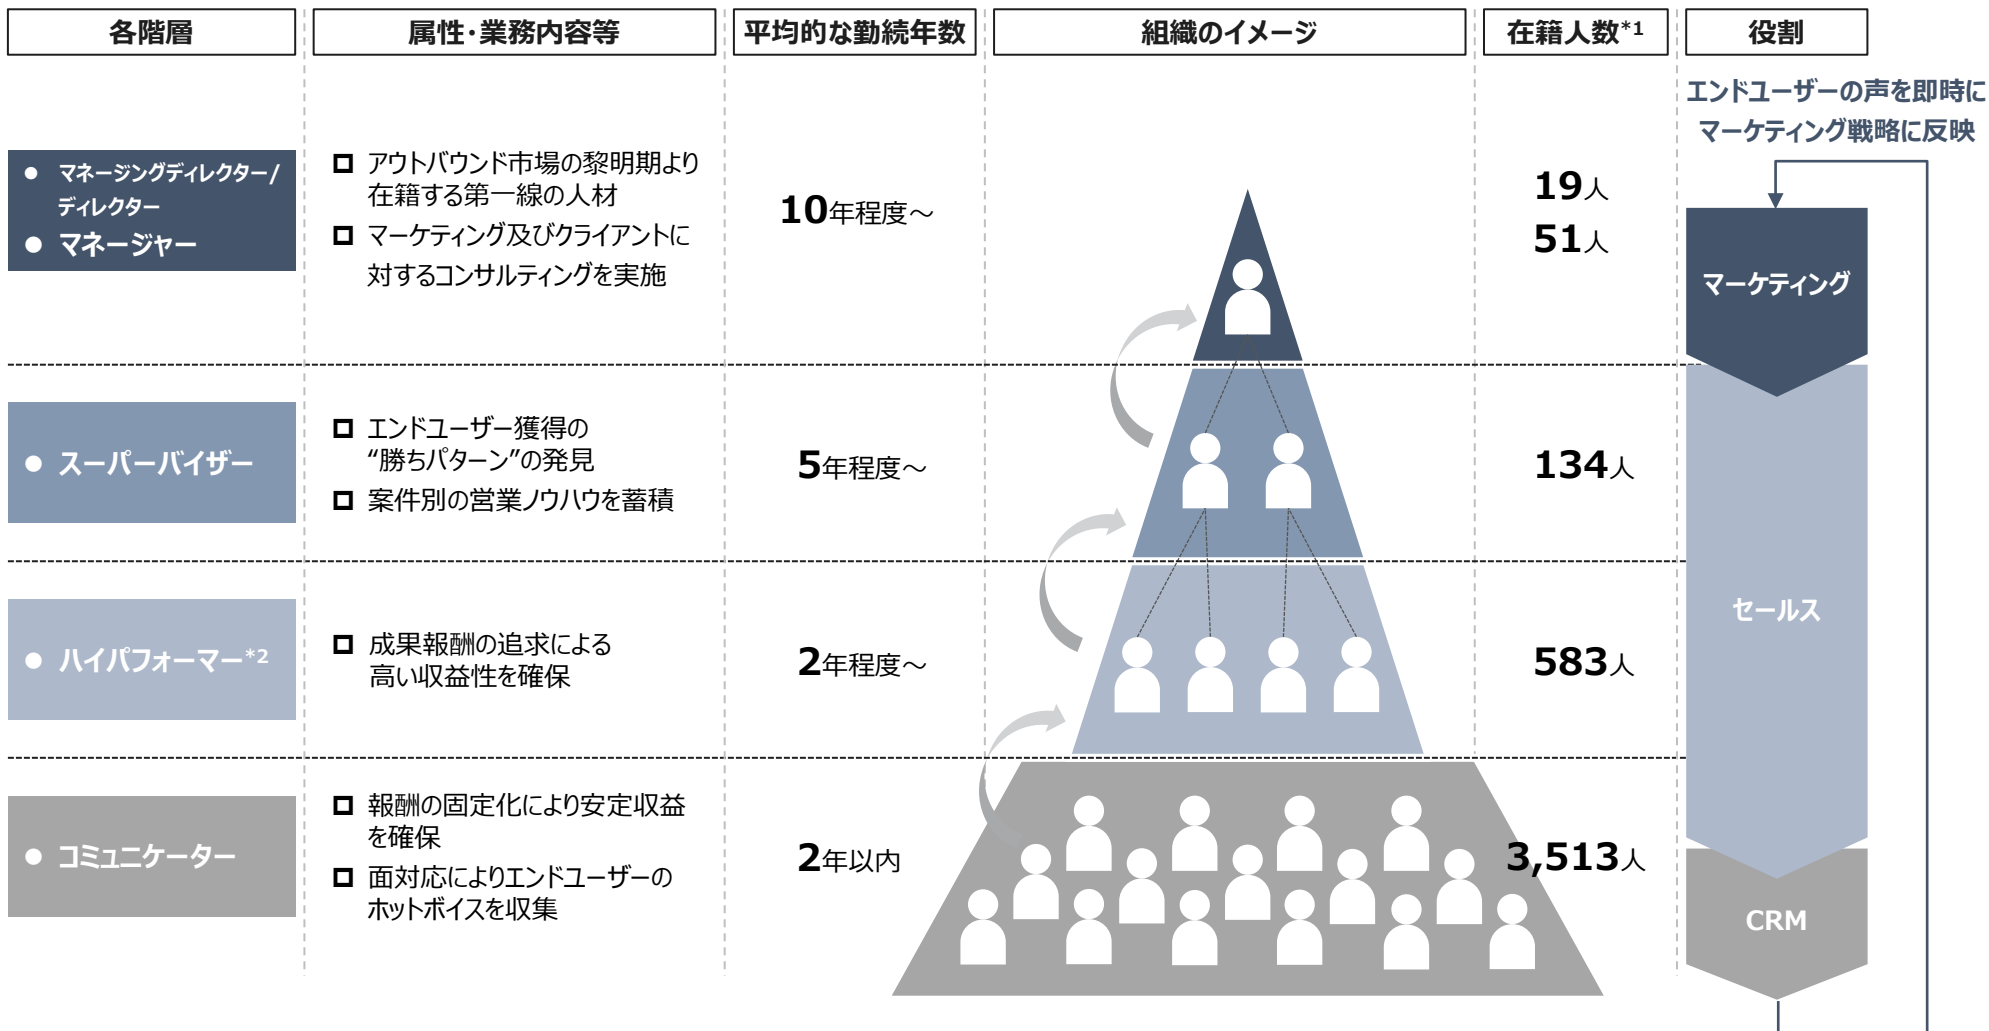 各階層
属性・業務内容等
平均的な勤続年数
組織のイメージ
在籍人数*1
役割
エンドユーザーの声を即時に
マーケティング戦略に反映
● マネージングディレクター/
ディレクター
● マネージャー
アウトバウンド市場の黎明期より
在籍する第一線の人材
マーケティング及びクライアントに
対するコンサルティングを実施
10年程度～
19人
51人
マーケティング
● スーパーバイザー
エンドユーザー獲得の
“勝ちパターン”の発見
案件別の営業ノウハウを蓄積
5年程度～
134人
セールス
● ハイパフォーマー*2
成果報酬の追求による
高い収益性を確保
2年程度～
583人
● コミュニケーター
報酬の固定化により安定収益
を確保
面対応によりエンドユーザーの
ホットボイスを収集
2年以内
3,513人
CRM